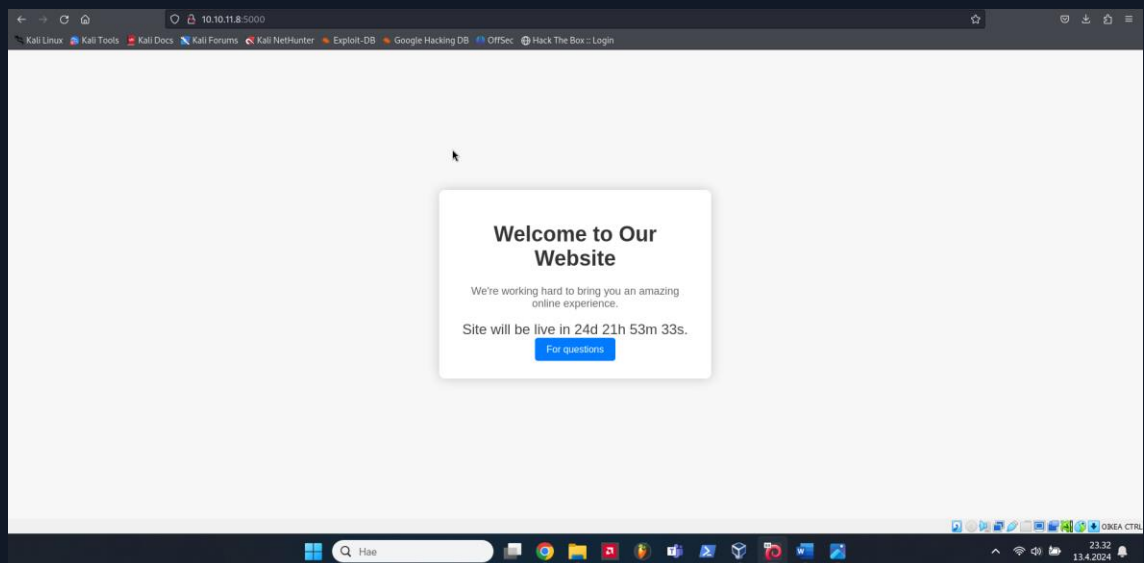 10.10.11.8:5000
Kali Linux Kali Tools Kali Docs Kali Forums Kali NetHunter Exploit-DB Google Hacking DB OffSec Hack The Box :: Login
Welcome to Our
Website
We're working hard to bring you an amazing
online experience.
Site will be live in 24d 21h 53m 33s.
For questions
OIKEA CTRL
Hae
23.32
13.4.2024